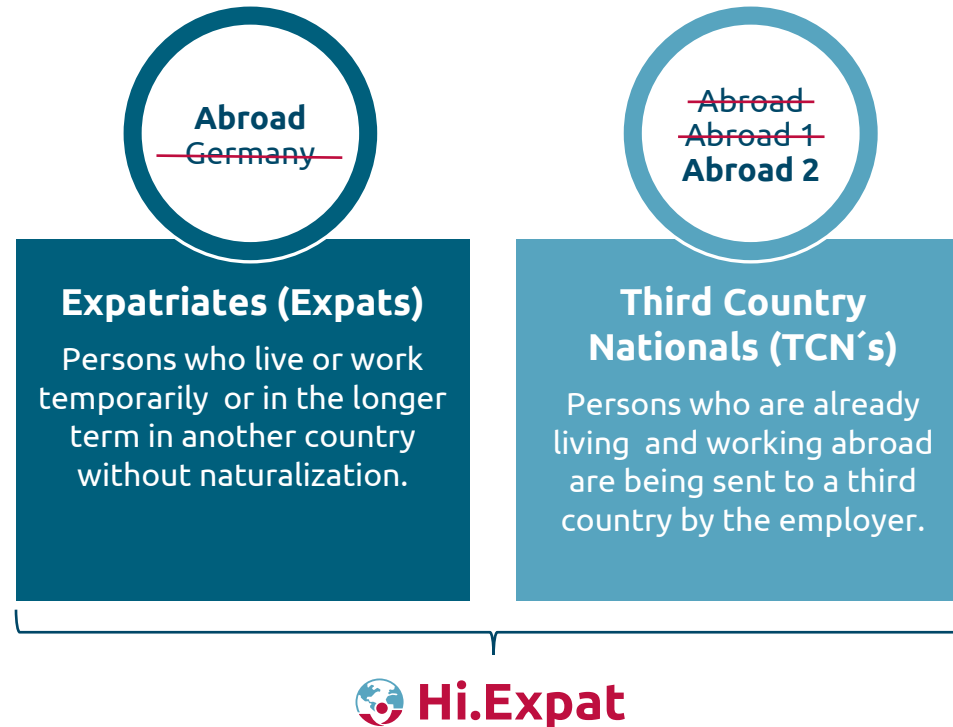 Abroad
Germany
Expatriates (Expats)
Persons who live or work
temporarily or in the longer
term in another country
without naturalization.
Abroad
Abroad 1
Abroad 2
Third Country
Nationals (TCN´s)
Persons who are already
living and working abroad
are being sent to a third
country by the employer.
Hi.Expat